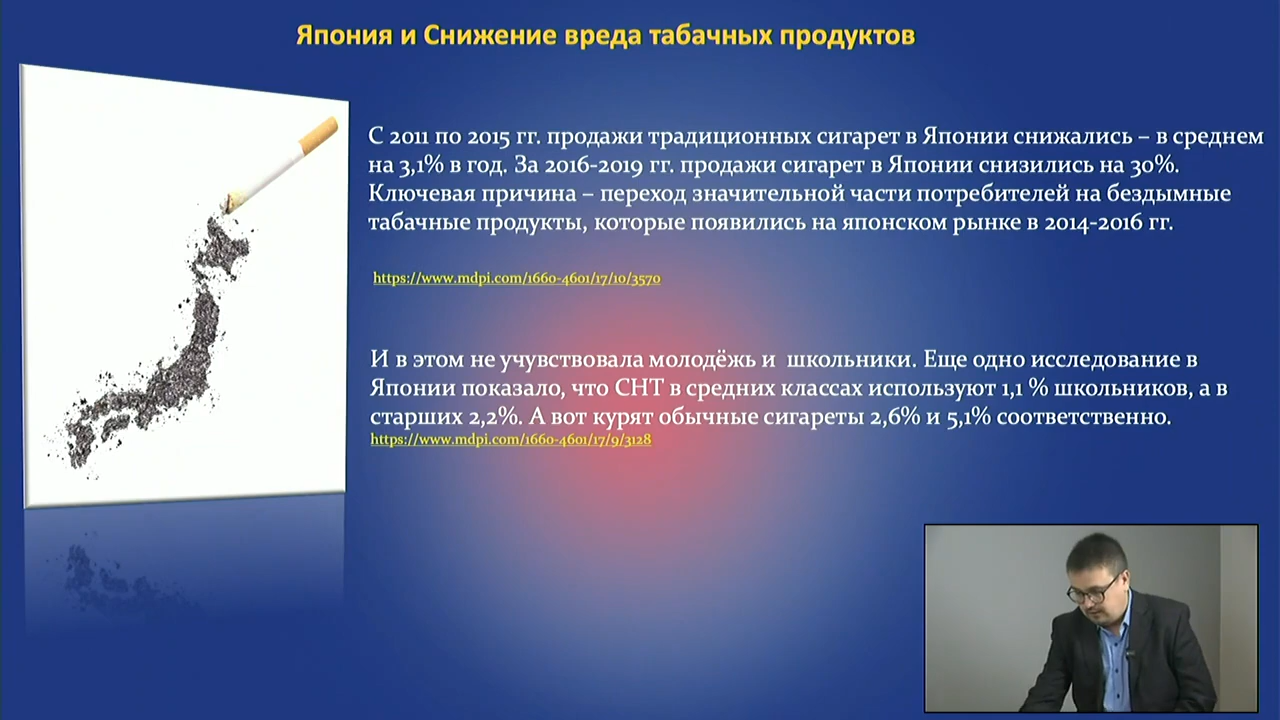 Япония и Снижение вреда табачных продуктов
С 2011 по 2015 гг. продажи традиционных сигарет в Японии снижались – в среднем
на 3,1% в год. За 2016-2019 гг. продажи сигарет в Японии снизились на 30%.
Ключевая причина – переход значительной части потребителей на бездымные
табачные продукты, которые появились на японском рынке в 2014-2016 гг.
https://www.mdpi.com/1660-4601/17/10/3570
И в этом не учувствовала молодёжь и школьники. Еще одно исследование в
Японии показало, что СНТ в средних классах используют 1,1 % школьников, а в
старших 2,2%. А вот курят обычные сигареты 2,6% и 5,1% соответственно.
https://www.mdpi.com/1660-4601/17/9/3128